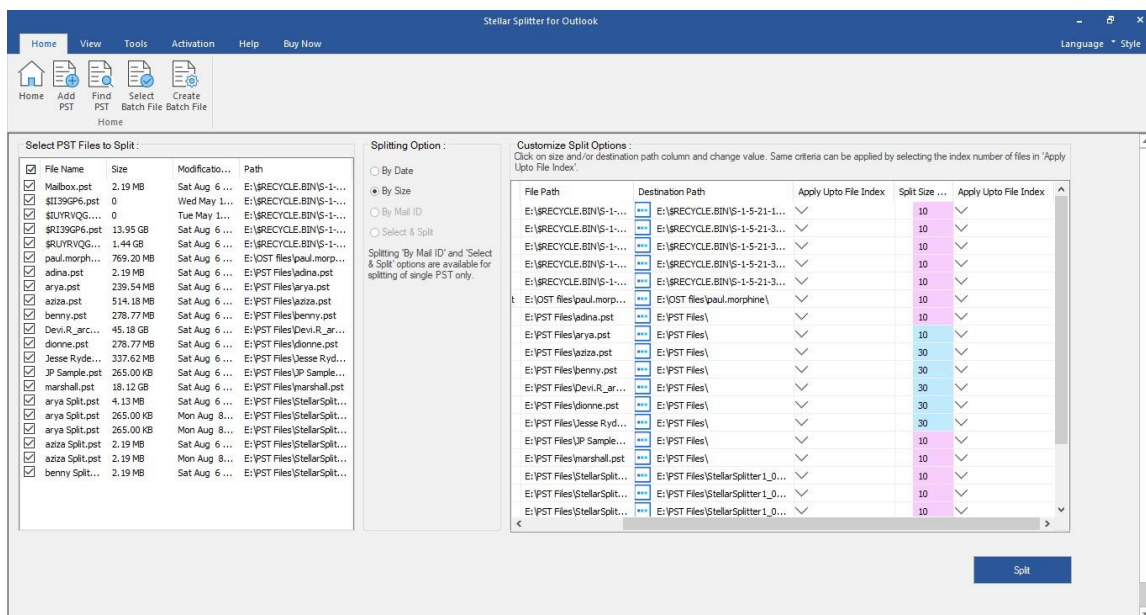 Stellar Splitter for Outlook
Home View Tools Activation Help Buy Now Language Style
Home Add PST Find PST Select Batch File Create Batch File
Home
Select PST Files to Split :
File Name Size Modificatio... Path
Mailbox.pst 2.19 MB Sat Aug 6 ... E:\$RECYCLE.BIN\S-1-...
$II39GP6.pst 0 Wed May 1... E:\$RECYCLE.BIN\S-1-...
$IUYRVQG.... 0 Tue May 1... E:\$RECYCLE.BIN\S-1-...
$RI39GP6.pst 13.95 GB Sat Aug 6 ... E:\$RECYCLE.BIN\S-1-...
$RUYRVQG... 1.44 GB Sat Aug 6 ... E:\$RECYCLE.BIN\S-1-...
paul.morph... 769.20 MB Sat Aug 6 ... E:\OST files\paul.morp...
adina.pst 2.19 MB Sat Aug 6 ... E:\PST Files\adina.pst
arya.pst 239.54 MB Sat Aug 6 ... E:\PST Files\arya.pst
aziza.pst 514.18 MB Sat Aug 6 ... E:\PST Files\aziza.pst
benny.pst 278.77 MB Sat Aug 6 ... E:\PST Files\benny.pst
Devi.R_arc... 45.18 GB Sat Aug 6 ... E:\PST Files\Devi.R_ar...
dionne.pst 278.77 MB Sat Aug 6 ... E:\PST Files\dionne.pst
Jesse Ryde... 337.62 MB Sat Aug 6 ... E:\PST Files\Jesse Ryd...
JP Sample.pst 265.00 KB Sat Aug 6 ... E:\PST Files\JP Sample...
marshall.pst 18.12 GB Sat Aug 6 ... E:\PST Files\marshall.pst
arya Split.pst 4.13 MB Sat Aug 6 ... E:\PST Files\StellarSplit...
arya Split.pst 265.00 KB Mon Aug 8... E:\PST Files\StellarSplit...
arya Split.pst 265.00 KB Mon Aug 8... E:\PST Files\StellarSplit...
aziza Split.pst 2.19 MB Sat Aug 6 ... E:\PST Files\StellarSplit...
aziza Split.pst 2.19 MB Mon Aug 8... E:\PST Files\StellarSplit...
benny Split... 2.19 MB Sat Aug 6 ... E:\PST Files\StellarSplit...
Splitting Option :
By Date
By Size
By Mail ID
Select & Split
Splitting 'By Mail ID' and 'Select
& Split' options are available for
splitting of single PST only.
Customize Split Options :
Click on size and/or destination path column and change value. Same criteria can be applied by selecting the index number of files in 'Apply
Upto File Index'.
File Path Destination Path Apply Upto File Index Split Size ... Apply Upto File Index
E:\$RECYCLE.BIN\S-1-... E:\$RECYCLE.BIN\S-1-5-21-1... 10
E:\$RECYCLE.BIN\S-1-... E:\$RECYCLE.BIN\S-1-5-21-3... 10
E:\$RECYCLE.BIN\S-1-... E:\$RECYCLE.BIN\S-1-5-21-3... 10
E:\$RECYCLE.BIN\S-1-... E:\$RECYCLE.BIN\S-1-5-21-3... 10
E:\$RECYCLE.BIN\S-1-... E:\$RECYCLE.BIN\S-1-5-21-3... 10
t E:\OST files\paul.morp... E:\OST files\paul.morphine\ 10
E:\PST Files\adina.pst E:\PST Files\ 10
E:\PST Files\arya.pst E:\PST Files\ 10
E:\PST Files\aziza.pst E:\PST Files\ 30
E:\PST Files\benny.pst E:\PST Files\ 30
E:\PST Files\Devi.R_ar... E:\PST Files\ 30
E:\PST Files\dionne.pst E:\PST Files\ 30
E:\PST Files\Jesse Ryd... E:\PST Files\ 30
E:\PST Files\JP Sample... E:\PST Files\ 10
E:\PST Files\marshall.pst E:\PST Files\ 10
E:\PST Files\StellarSplit... E:\PST Files\StellarSplitter1_0... 10
E:\PST Files\StellarSplit... E:\PST Files\StellarSplitter1_0... 10
E:\PST Files\StellarSplit... E:\PST Files\StellarSplitter1_0... 10
Split